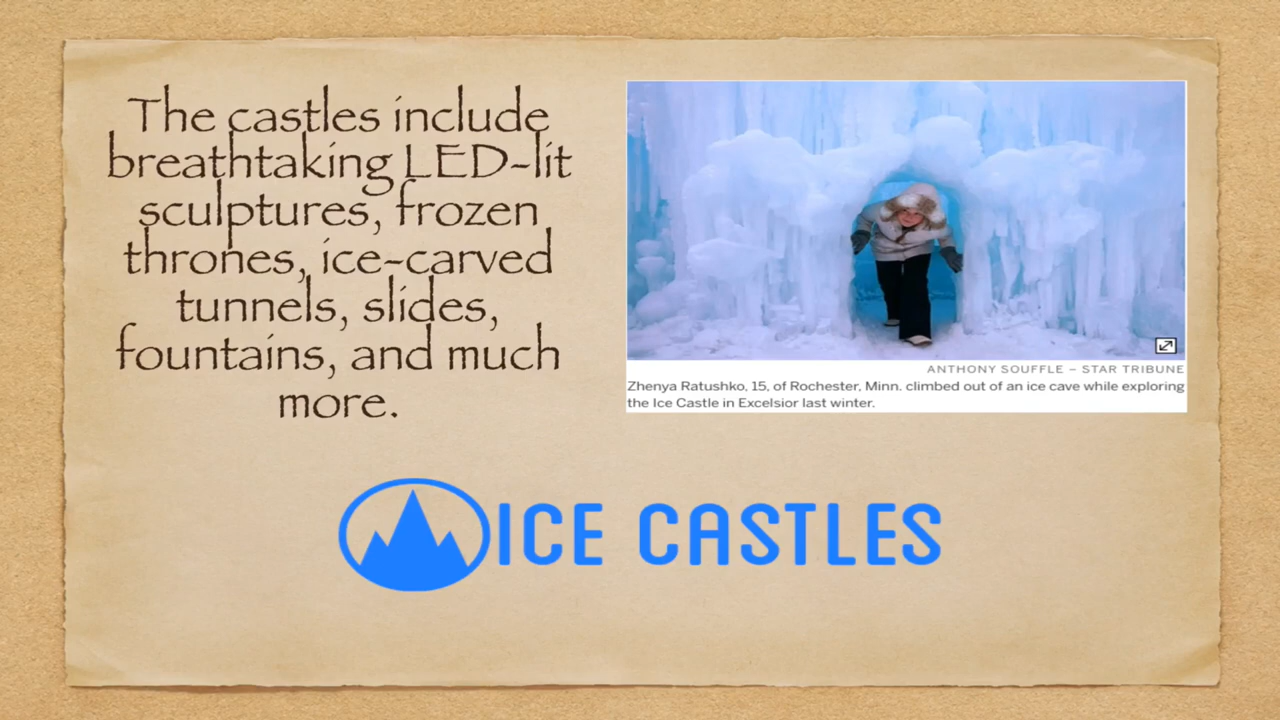 The castles include
breathtaking LED-lit
sculptures, frozen
thrones, ice-carved
tunnels, slides,
fountains, and much
more.
ANTHONY SOUFFLE – STAR TRIBUNE
Zhenya Ratushko, 15, of Rochester, Minn. climbed out of an ice cave while exploring
the Ice Castle in Excelsior last winter.
ICE CASTLES